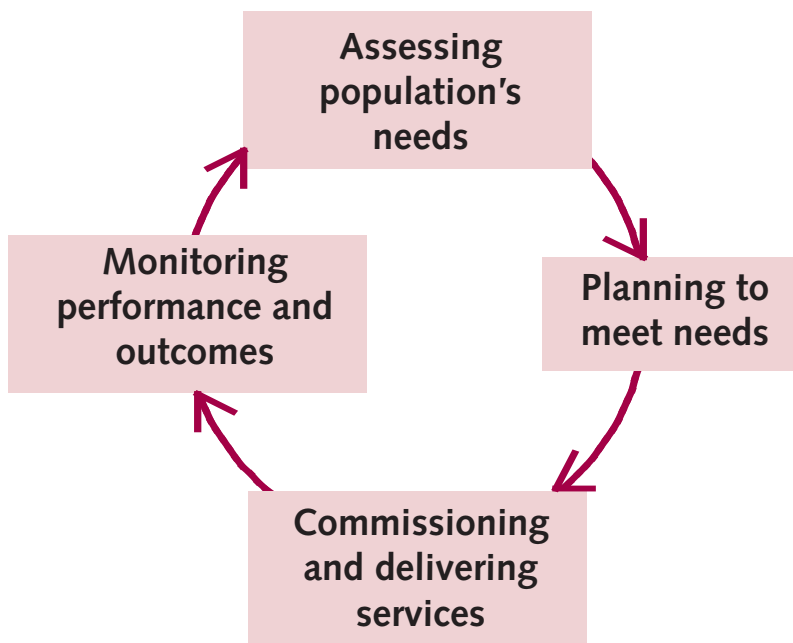 Assessing
population’s
needs
Planning to
meet needs
Commissioning
and delivering
services
Monitoring
performance and
outcomes